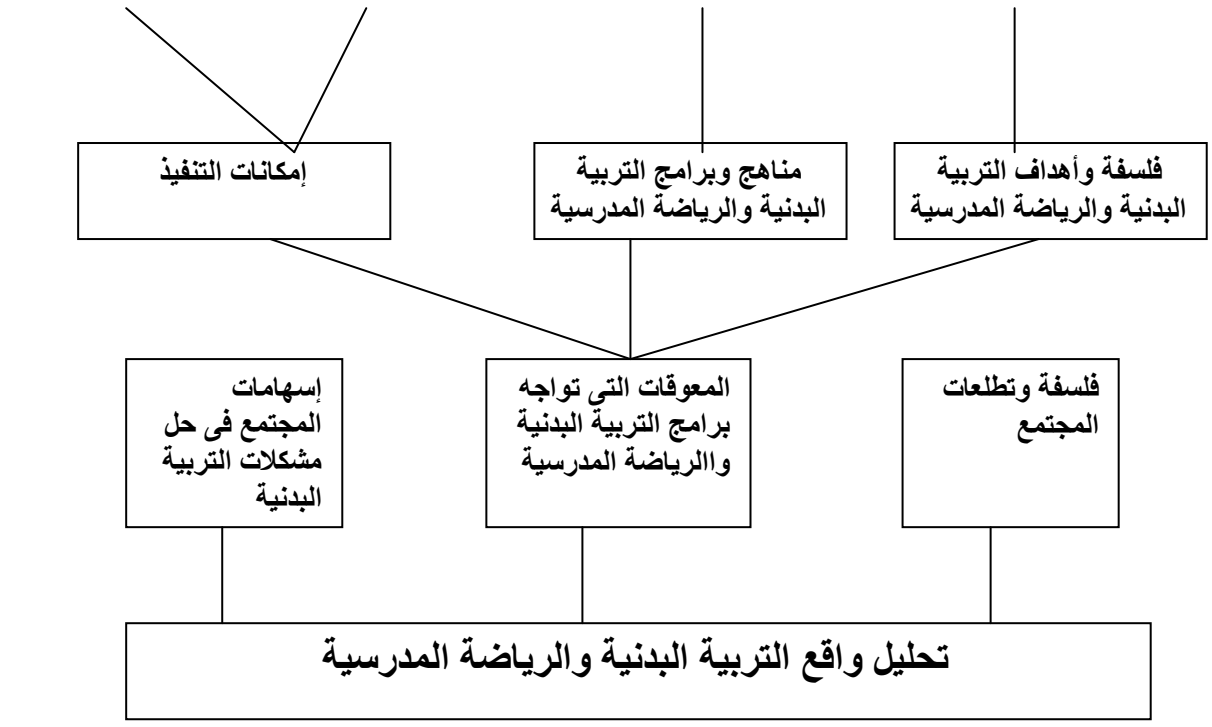 فلسفة وأهداف التربية
البدنية والرياضة المدرسية
مناهج وبرامج التربية
البدنية والرياضة المدرسية
إمكانات التنفيذ
فلسفة وتطلعات
المجتمع
المعوقات التى تواجه
برامج التربية البدنية
واالرياضة المدرسية
إسهامات
المجتمع فى حل
مشكلات التربية
البدنية
تحليل واقع التربية البدنية والرياضة المدرسية